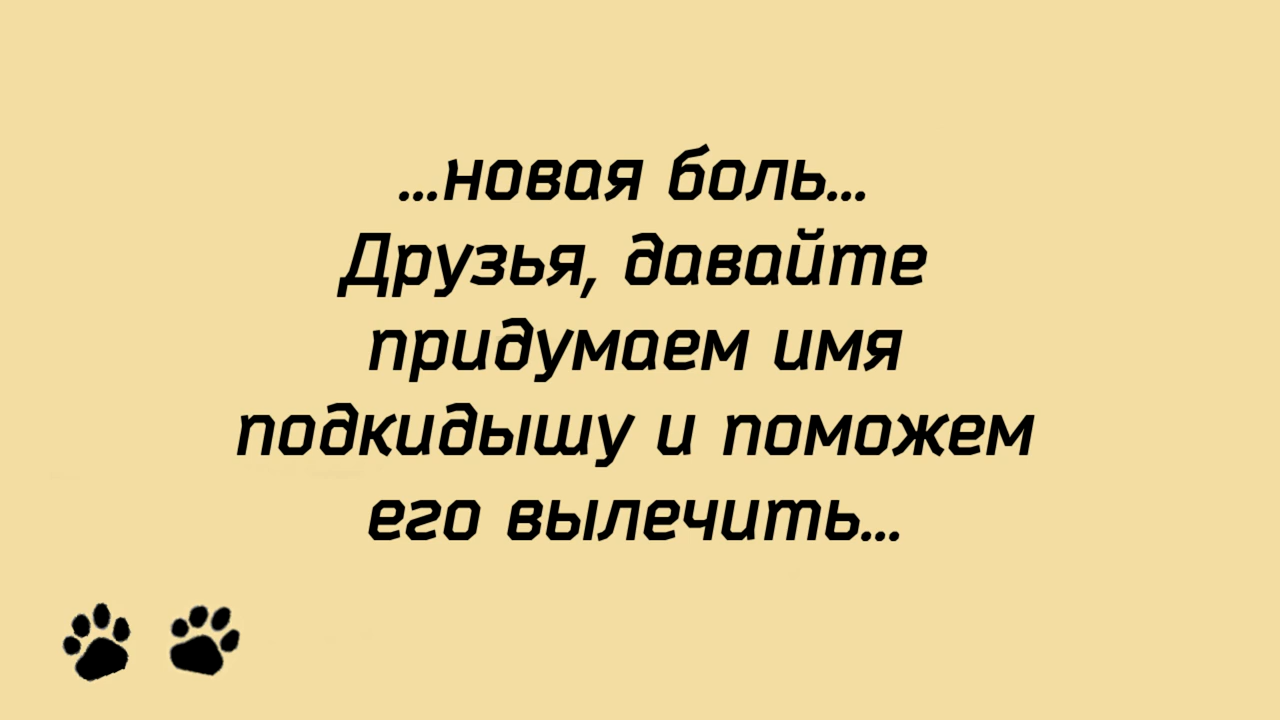 ...новая боль...
Друзья, давайте
придумаем имя
подкидышу и поможем
его вылечить...